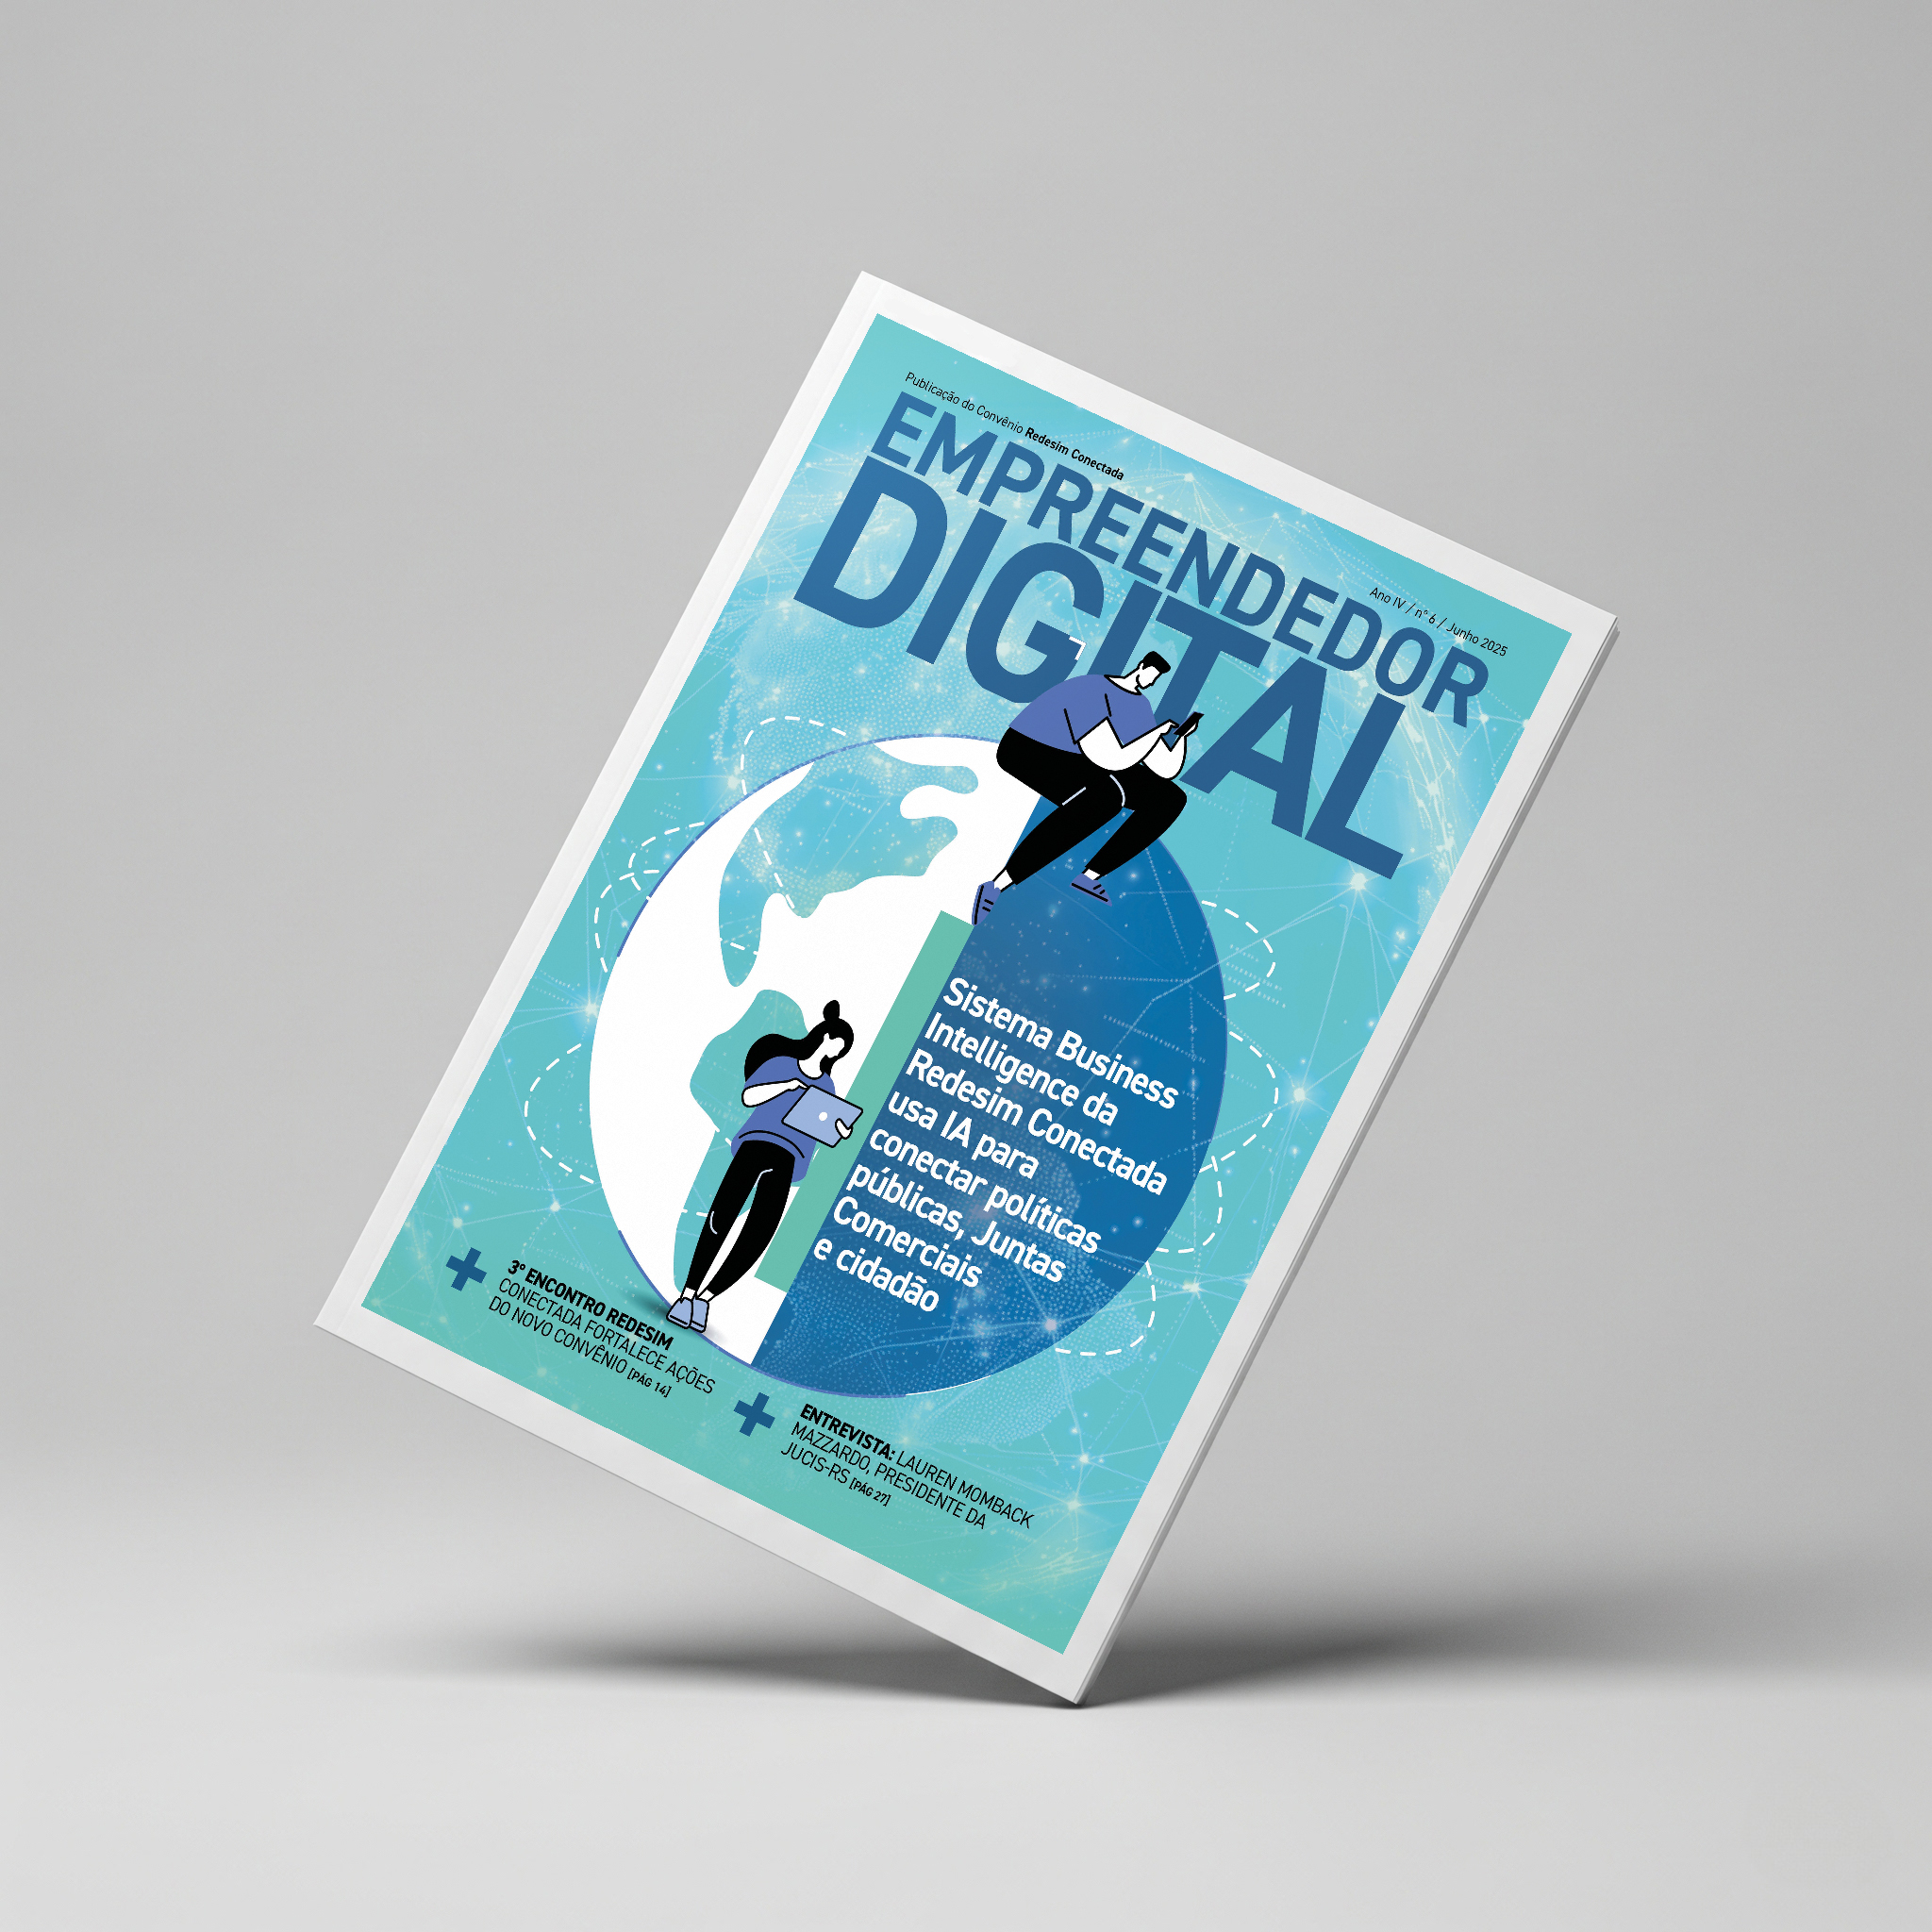 Publicação do Convênio Redesim Conectada
EMPREENDEDOR
DIGITAL
Ano IV / nº 6 / Junho 2025
Sistema Business
Intelligence da
Redesim Conectada
usa IA para
conectar políticas
públicas, Juntas
Comerciais
e cidadão
3º ENCONTRO REDESIM
CONECTADA FORTALECE AÇÕES
DO NOVO CONVÊNIO [PÁG 14]
ENTREVISTA: LAUREN MOMBACK
MAZZARDO, PRESIDENTE DA
JUCIS-RS [PÁG 27]